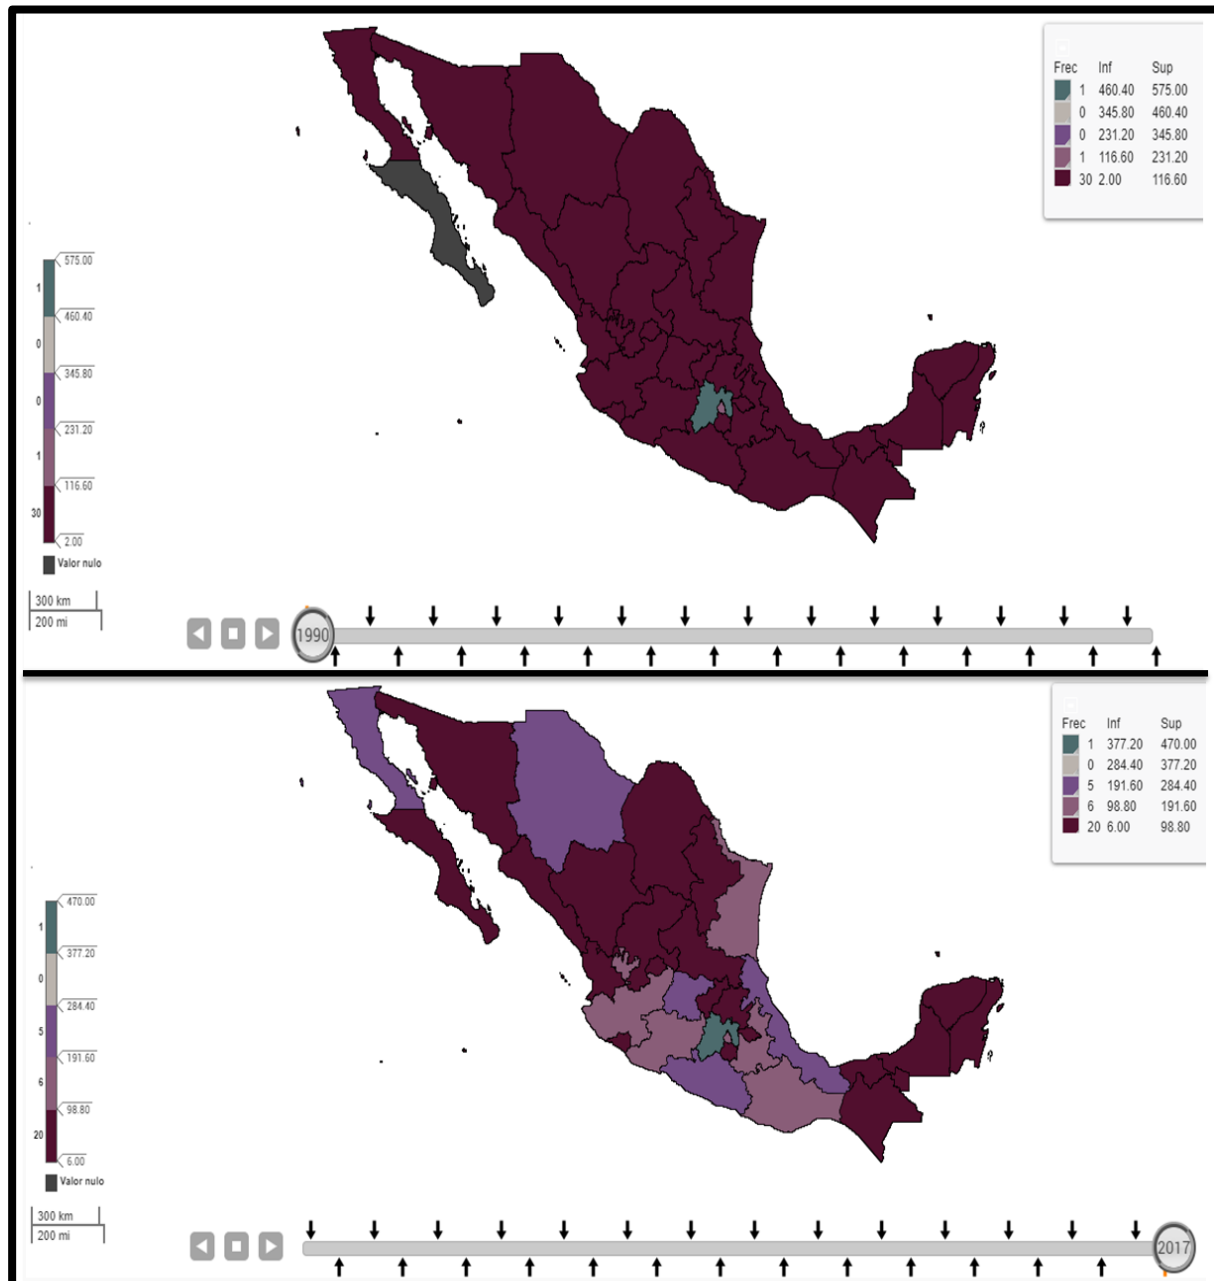 Frec Inf Sup
1 460.40 575.00
0 345.80 460.40
0 231.20 345.80
1 116.60 231.20
30 2.00 116.60
575.00
1
460.40
0
345.80
0
231.20
1
116.60
30
2.00
Valor nulo
300 km
200 mi
1990
Frec Inf Sup
1 377.20 470.00
0 284.40 377.20
5 191.60 284.40
6 98.80 191.60
20 6.00 98.80
470.00
1
377.20
0
284.40
5
191.60
6
98.80
20
6.00
Valor nulo
300 km
200 mi
2017